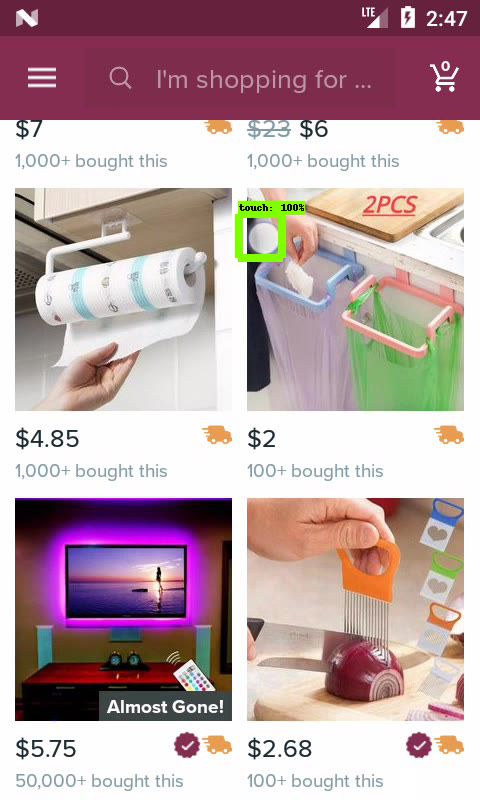 LTE 2:47
I'm shopping for ...
0
$7
$23 $6
1,000+ bought this
1,000+ bought this
touch: 100%
2PCS
$4.85
$2
1,000+ bought this
100+ bought this
Almost Gone!
$5.75
$2.68
50,000+ bought this
100+ bought this